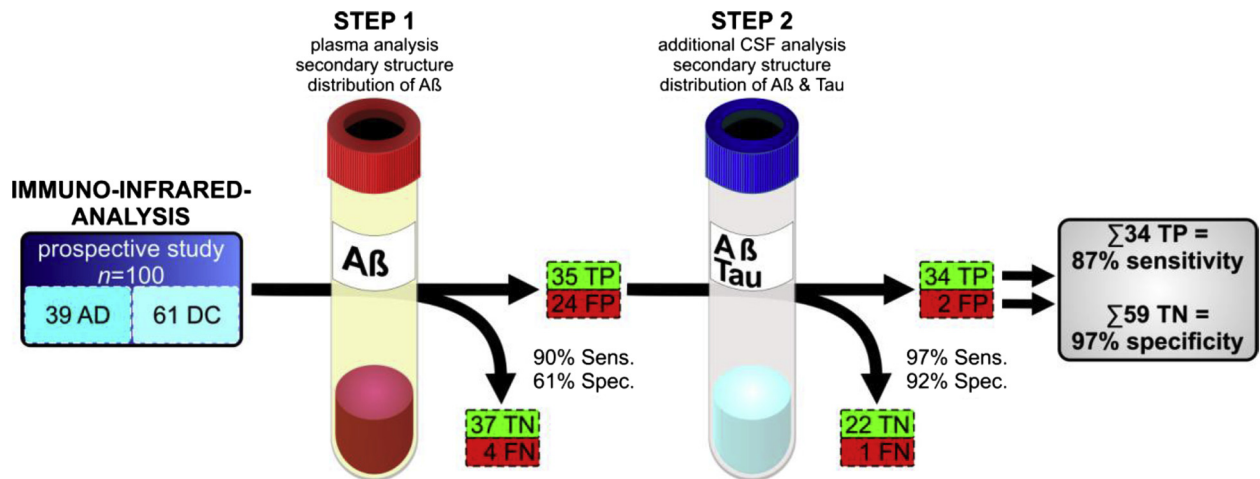 STEP 1
plasma analysis
secondary structure
distribution of Aß
STEP 2
additional CSF analysis
secondary structure
distribution of Aß & Tau
IMMUNO-INFRARED-
ANALYSIS
prospective study
n=100
39 AD
61 DC
Aß
35 TP
24 FP
90% Sens.
61% Spec.
37 TN
4 FN
Aß
Tau
34 TP
2 FP
97% Sens.
92% Spec.
22 TN
1 FN
∑34 TP =
87% sensitivity
∑59 TN =
97% specificity